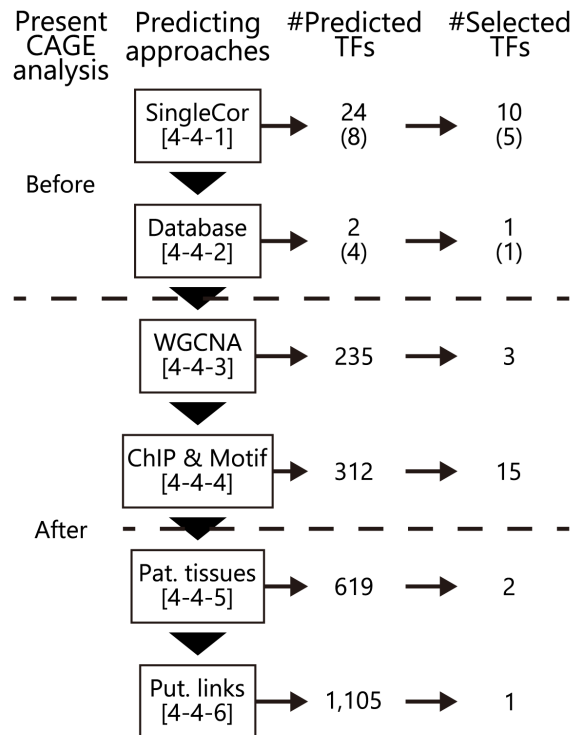 Present
CAGE
analysis
Predicting
approaches
#Predicted
TFs
#Selected
TFs
SingleCor
[4-4-1]
24
(8)
10
(5)
Before
Database
[4-4-2]
2
(4)
1
(1)
WGCNA
[4-4-3]
235
3
ChIP & Motif
[4-4-4]
312
15
After
Pat. tissues
[4-4-5]
619
2
Put. links
[4-4-6]
1,105
1